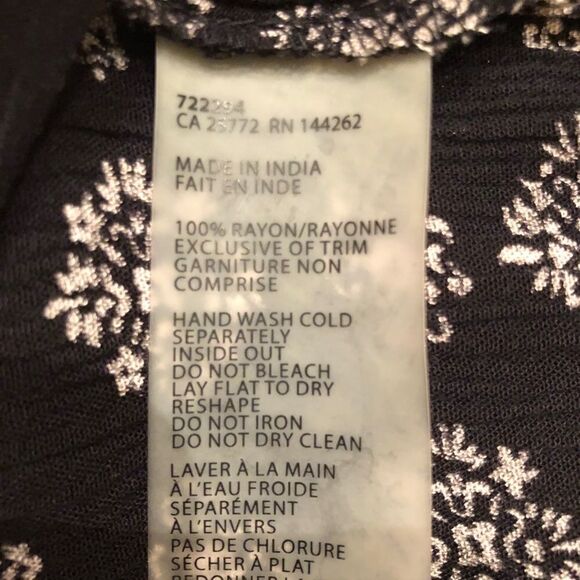 CA RN 144262
MADE IN INDIA
FAIT EN INDE
100% RAYON/RAYONNE
EXCLUSIVE OF TRIM
GARNITURE NON
COMPRISE
HAND WASH COLD
SEPARATELY
INSIDE OUT
DO NOT BLEACH
LAY FLAT TO DRY
RESHAPE
DO NOT IRON
DO NOT DRY CLEAN
LAVER À LA MAIN
À L'EAU FROIDE
SÉPARÉMENT
À L'ENVERS
PAS DE CHLORURE
SÉCHER À PLAT